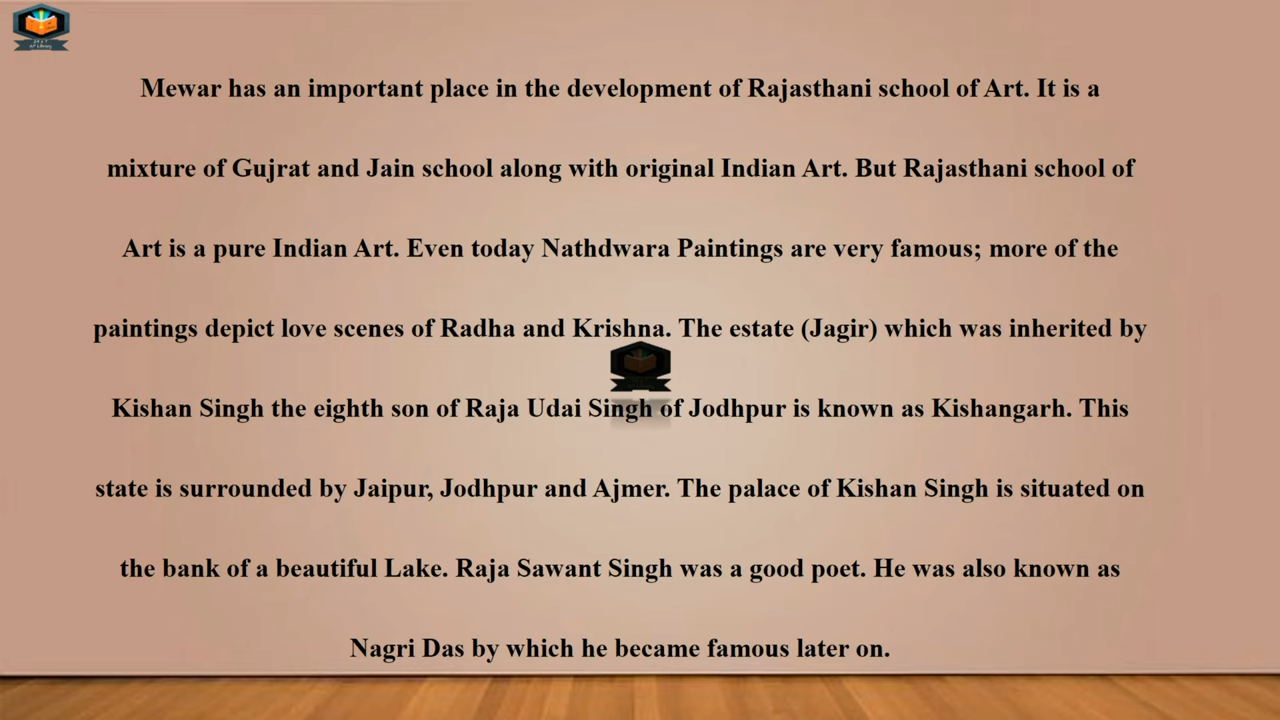 Mewar has an important place in the development of Rajasthani school of Art. It is a
mixture of Gujrat and Jain school along with original Indian Art. But Rajasthani school of
Art is a pure Indian Art. Even today Nathdwara Paintings are very famous; more of the
paintings depict love scenes of Radha and Krishna. The estate (Jagir) which was inherited by
Kishan Singh the eighth son of Raja Udai Singh of Jodhpur is known as Kishangarh. This
state is surrounded by Jaipur, Jodhpur and Ajmer. The palace of Kishan Singh is situated on
the bank of a beautiful Lake. Raja Sawant Singh was a good poet. He was also known as
Nagri Das by which he became famous later on.